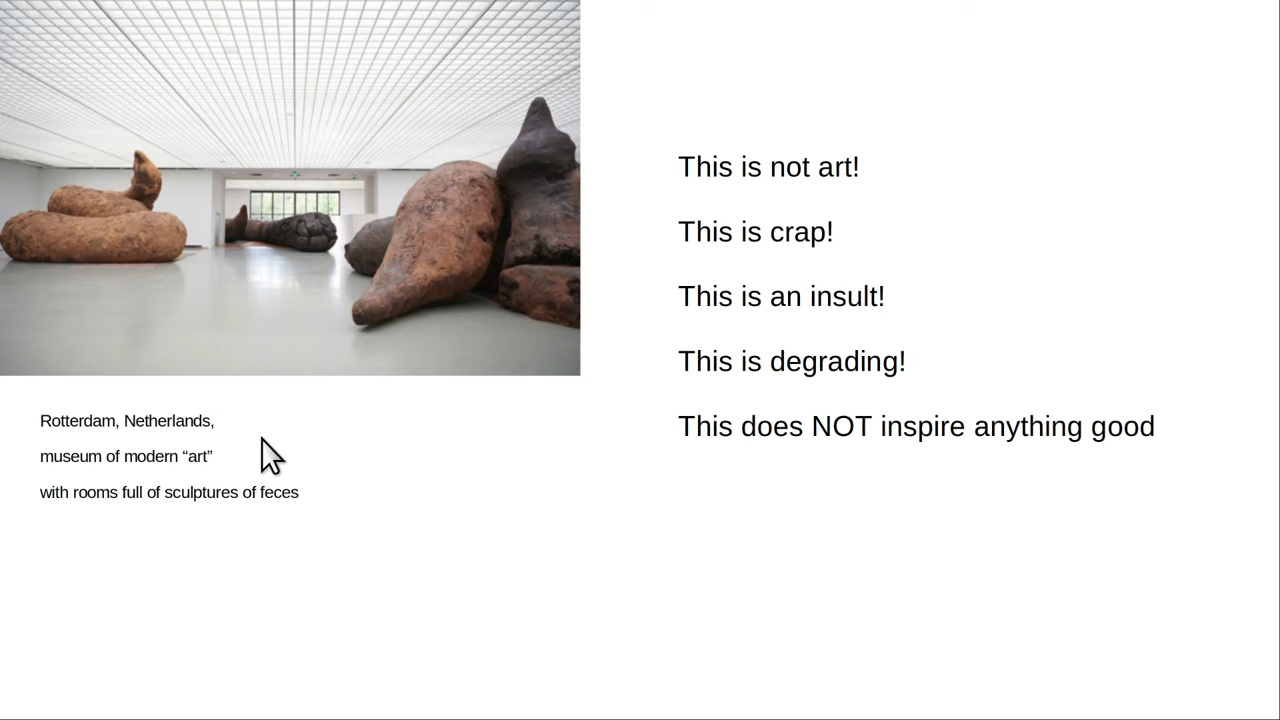 This is not art!
This is crap!
This is an insult!
This is degrading!
This does NOT inspire anything good
Rotterdam, Netherlands,
museum of modern “art”
with rooms full of sculptures of feces